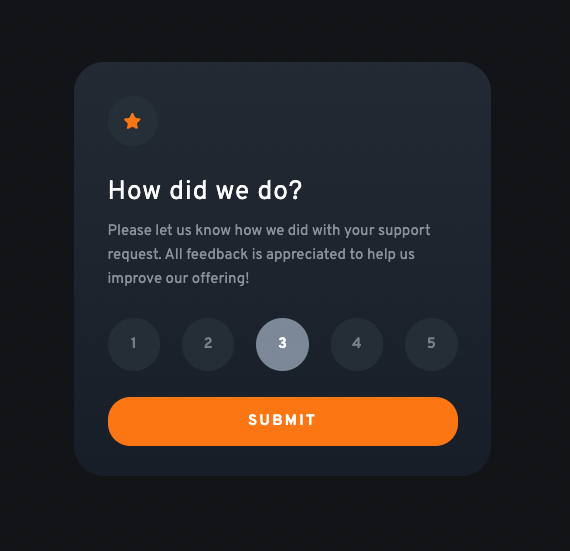 How did we do?
Please let us know how we did with your support
request. All feedback is appreciated to help us
improve our offering!
1 2 3 4 5
SUBMIT